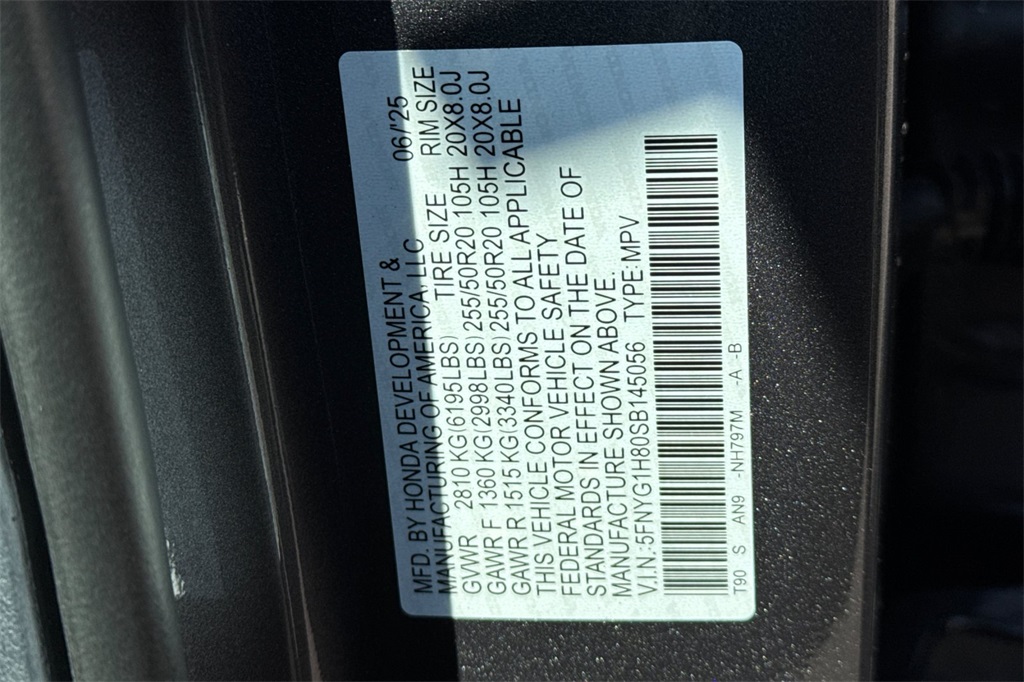 MFD. BY HONDA DEVELOPMENT & 06/'25
MANUFACTURING OF AMERICA, LLC
TIRE SIZE RIM SIZE
GVWR 2810 KG(6195LBS)
GAWR F 1360 KG(2998LBS) 255/50R20 105H 20X8.0J
GAWR R 1515 KG(3340LBS) 255/50R20 105H 20X8.0J
THIS VEHICLE CONFORMS TO ALL APPLICABLE
FEDERAL MOTOR VEHICLE SAFETY
STANDARDS IN EFFECT ON THE DATE OF
MANUFACTURE SHOWN ABOVE.
V.I.N.:5FNYG1H80SB145056 TYPE:MPV
T90 S AN9 -NH797M -A -B